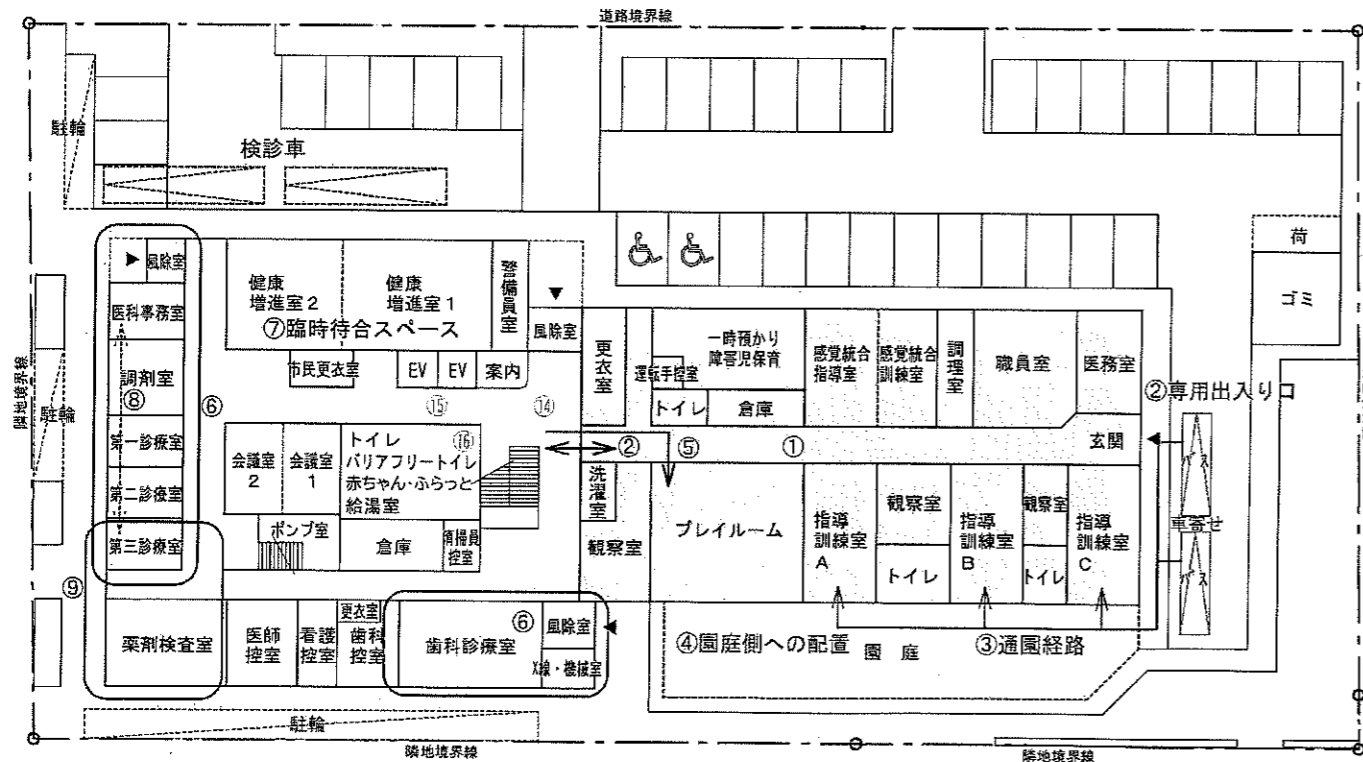 道路境界線
駐輪
検診車
荷
ゴミ
風除室
医科事務室
調剤室
⑧
第一診療室
第二診療室
第三診療室
⑥
⑨
駐輪
隣地境界線
健康
増進室2
健康
増進室1
⑦臨時待合スペース
警備員室
風除室
市民更衣室
EV
EV
案内
⑮
⑭
会議室
2
会議室
1
トイレ
バリアフリートイレ
赤ちゃん・ふらっと
給湯室
⑯
ポンプ室
倉庫
清掃員
控室
更衣室
運転手控室
一時預かり
障害児保育
トイレ
倉庫
感覚統合
指導室
感覚統合
訓練室
調理室
職員室
医務室
②専用出入り口
玄関
②
⑤
①
洗濯室
観察室
プレイルーム
指導
訓練室
A
観察室
トイレ
指導
訓練室
B
観察室
トイレ
指導
訓練室
C
バス
車寄せ
バス
薬剤検査室
医師
控室
看護
控室
更衣室
歯科
控室
歯科診療室
⑥
風除室
X線・機械室
④園庭側への配置
園庭
③通園経路
駐輪
隣地境界線
隣地境界線